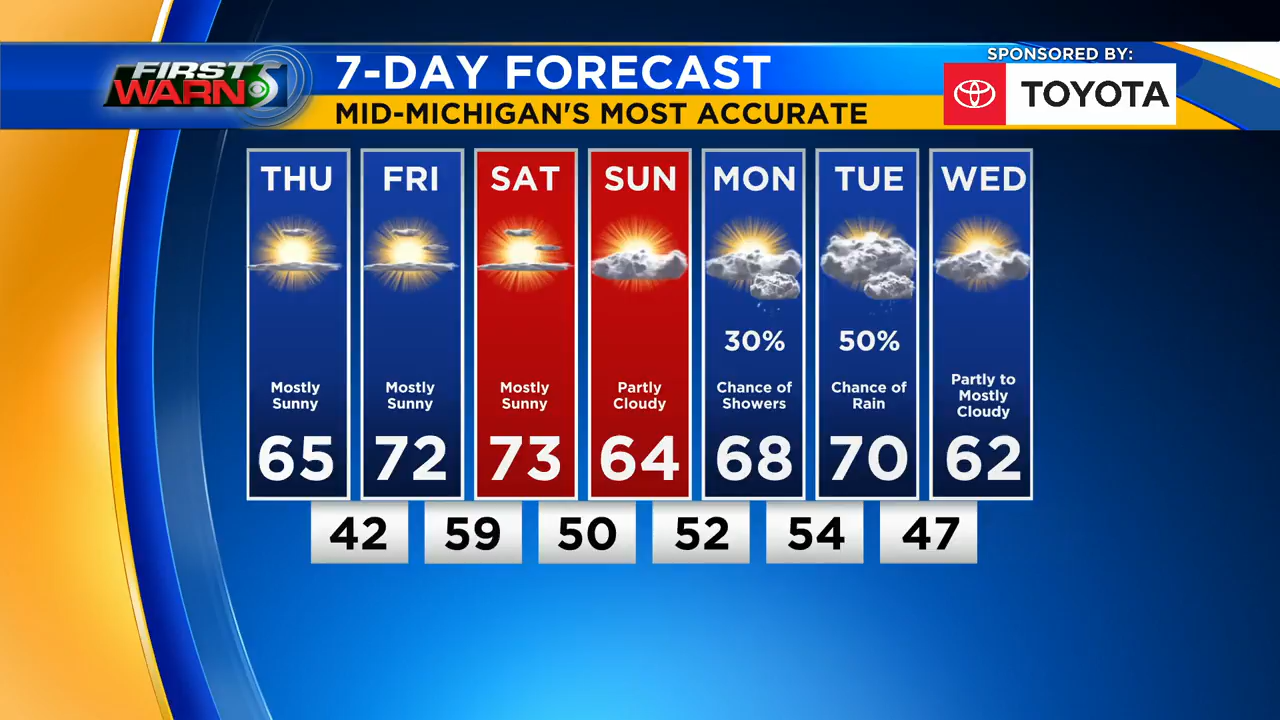 FIRST
WARN 5
7-DAY FORECAST
MID-MICHIGAN'S MOST ACCURATE
SPONSORED BY:
TOYOTA
THU FRI SAT SUN MON TUE WED
30% 50%
Mostly Sunny
Mostly Sunny
Mostly Sunny
Partly Cloudy
Chance of Showers
Chance of Rain
Partly to Mostly Cloudy
65 72 73 64 68 70 62
42 59 50 52 54 47